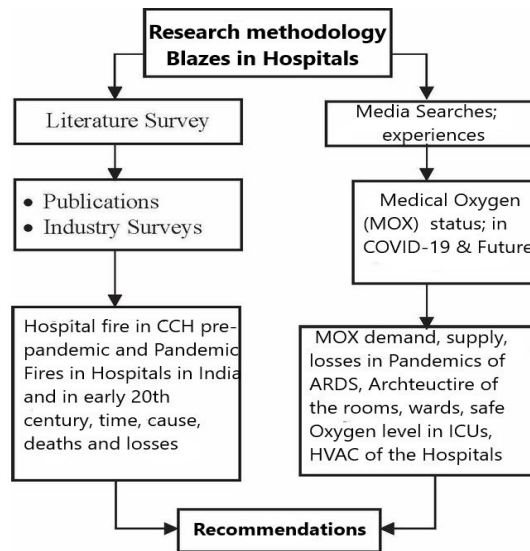 Research methodology
Blazes in Hospitals
Literature Survey
• Publications
• Industry Surveys
Hospital fire in CCH pre-
pandemic and Pandemic
Fires in Hospitals in India
and in early 20th
century, time, cause,
deaths and losses
Media Searches;
experiences
Medical Oxygen
(MOX) status; in
COVID-19 & Future
MOX demand, supply,
losses in Pandemics of
ARDS, Archteuctire of
the rooms, wards, safe
Oxygen level in ICUs,
HVAC of the Hospitals
Recommendations